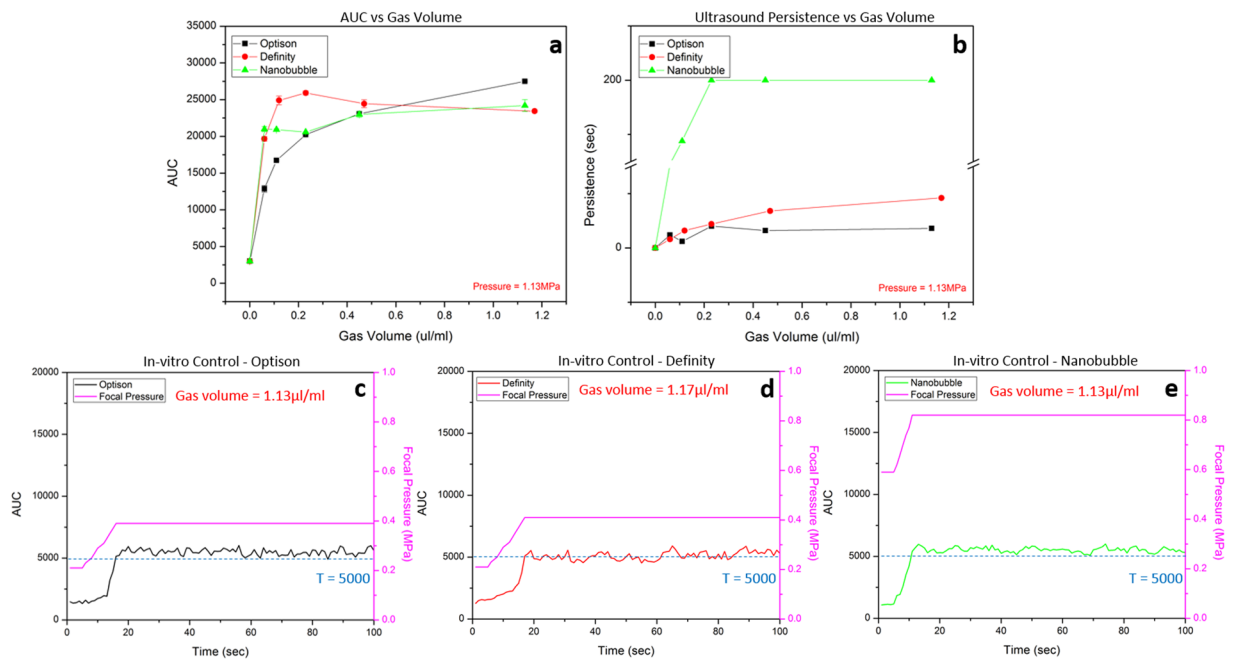 AUC vs Gas Volume
35000
30000
25000
20000
15000
10000
5000
0
AUC
Optison
Definity
Nanobubble
a
Pressure = 1.13MPa
0.0 0.2 0.4 0.6 0.8 1.0 1.2
Gas Volume (ul/ml)
Ultrasound Persistence vs Gas Volume
200
0
Persistence (sec)
Optison
Definity
Nanobubble
b
Pressure = 1.13MPa
0.0 0.2 0.4 0.6 0.8 1.0 1.2
Gas Volume (ul/ml)
In-vitro Control - Optison
20000
15000
10000
5000
0
AUC
Optison
Focal Pressure
c
Gas volume = 1.13µl/ml
T = 5000
1.0
0.8
0.6
0.4
0.2
0.0
Focal Pressure (MPa)
0 20 40 60 80 100
Time (sec)
In-vitro Control - Definity
20000
15000
10000
5000
0
AUC
Definity
Focal Pressure
d
Gas volume = 1.17µl/ml
T = 5000
1.0
0.8
0.6
0.4
0.2
0.0
Focal Pressure (MPa)
0 20 40 60 80 100
Time (sec)
In-vitro Control - Nanobubble
20000
15000
10000
5000
0
AUC
Nanobubble
Focal Pressure
e
Gas volume = 1.13µl/ml
T = 5000
1.0
0.8
0.6
0.4
0.2
0.0
Focal Pressure (MPa)
0 20 40 60 80 100
Time (sec)